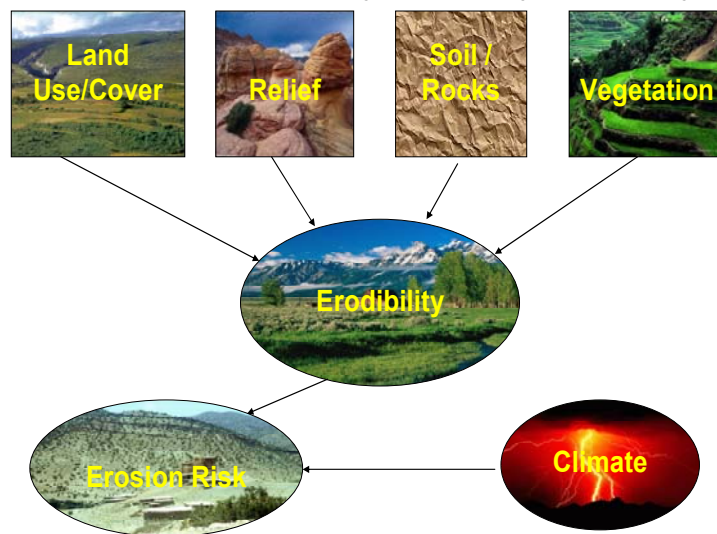 Land
Use/Cover
Relief
Soil /
Rocks
Vegetation
Erodibility
Erosion Risk
Climate